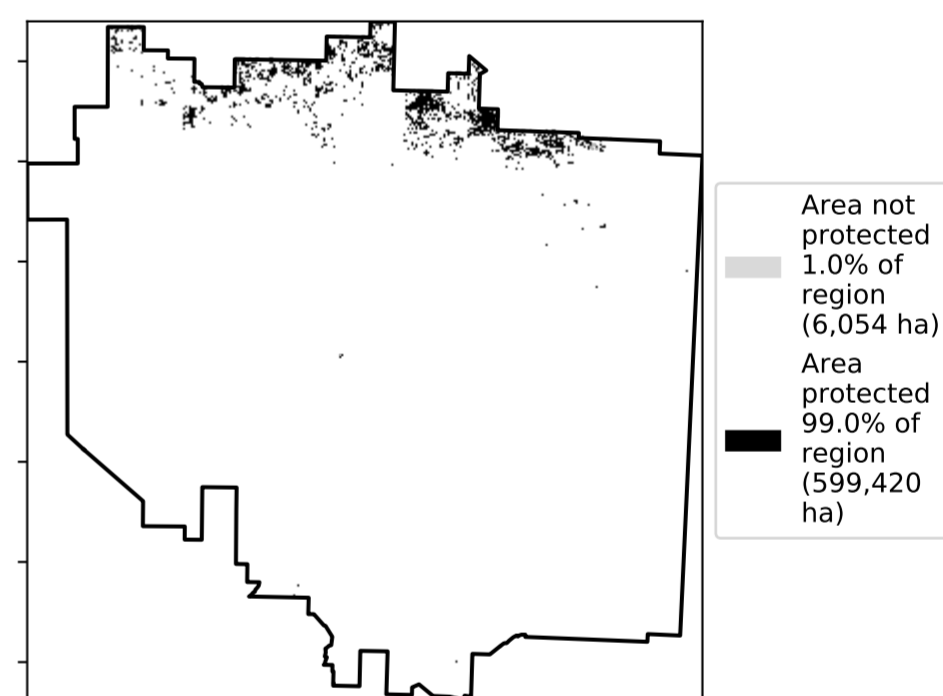 Area not
protected
1.0% of
region
(6,054 ha)
Area
protected
99.0% of
region
(599,420
ha)